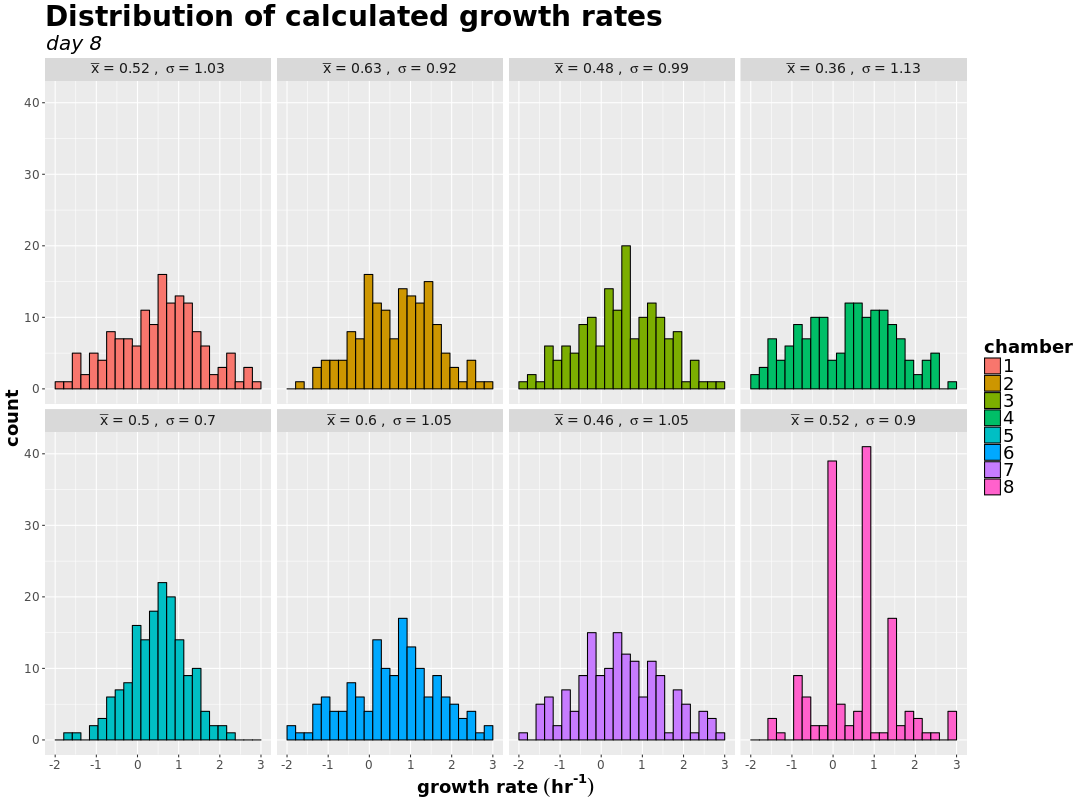 Distribution of calculated growth rates
day 8
x̅ = 0.52 , σ = 1.03
x̅ = 0.63 , σ = 0.92
x̅ = 0.48 , σ = 0.99
x̅ = 0.36 , σ = 1.13
40
30
20
10
0
x̅ = 0.5 , σ = 0.7
x̅ = 0.6 , σ = 1.05
x̅ = 0.46 , σ = 1.05
x̅ = 0.52 , σ = 0.9
40
30
20
10
0
-2 -1 0 1 2 3
-2 -1 0 1 2 3
-2 -1 0 1 2 3
-2 -1 0 1 2 3
growth rate (hr⁻¹)
count
chamber
1
2
3
4
5
6
7
8